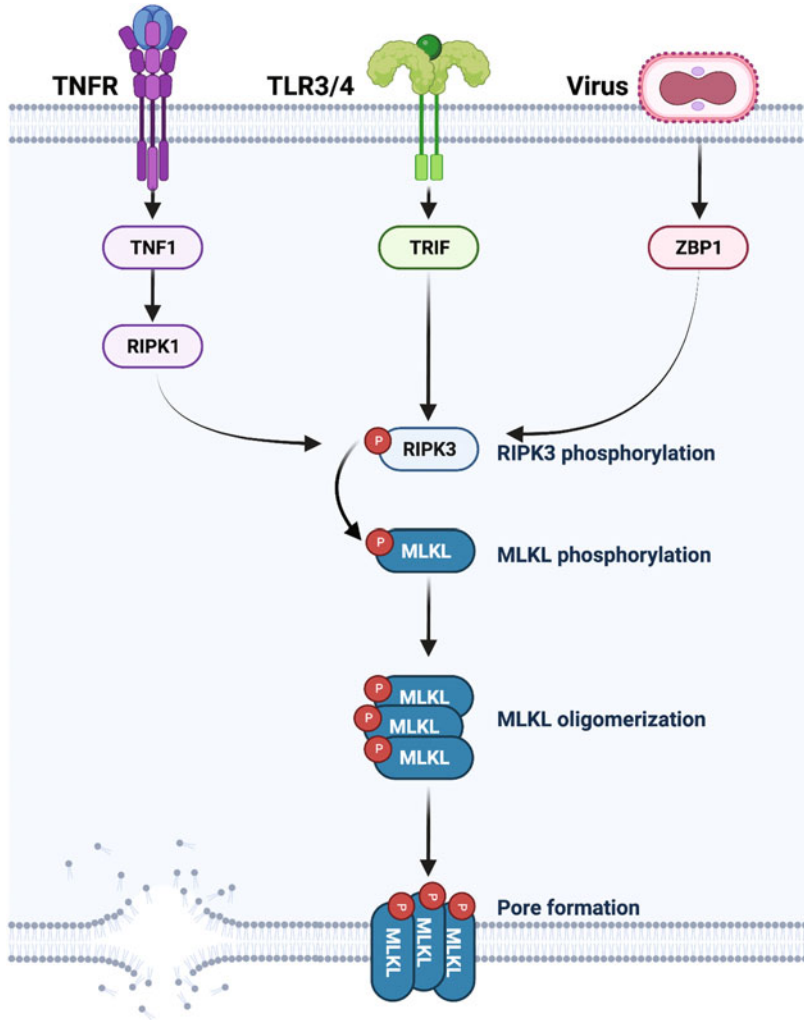 TNFR
TLR3/4
Virus
TNF1
TRIF
ZBP1
RIPK1
P
RIPK3
RIPK3 phosphorylation
P
MLKL
MLKL phosphorylation
P
MLKL
P
MLKL
P
MLKL
MLKL oligomerization
P
P
P
Pore formation
MLKL
MLKL
MLKL